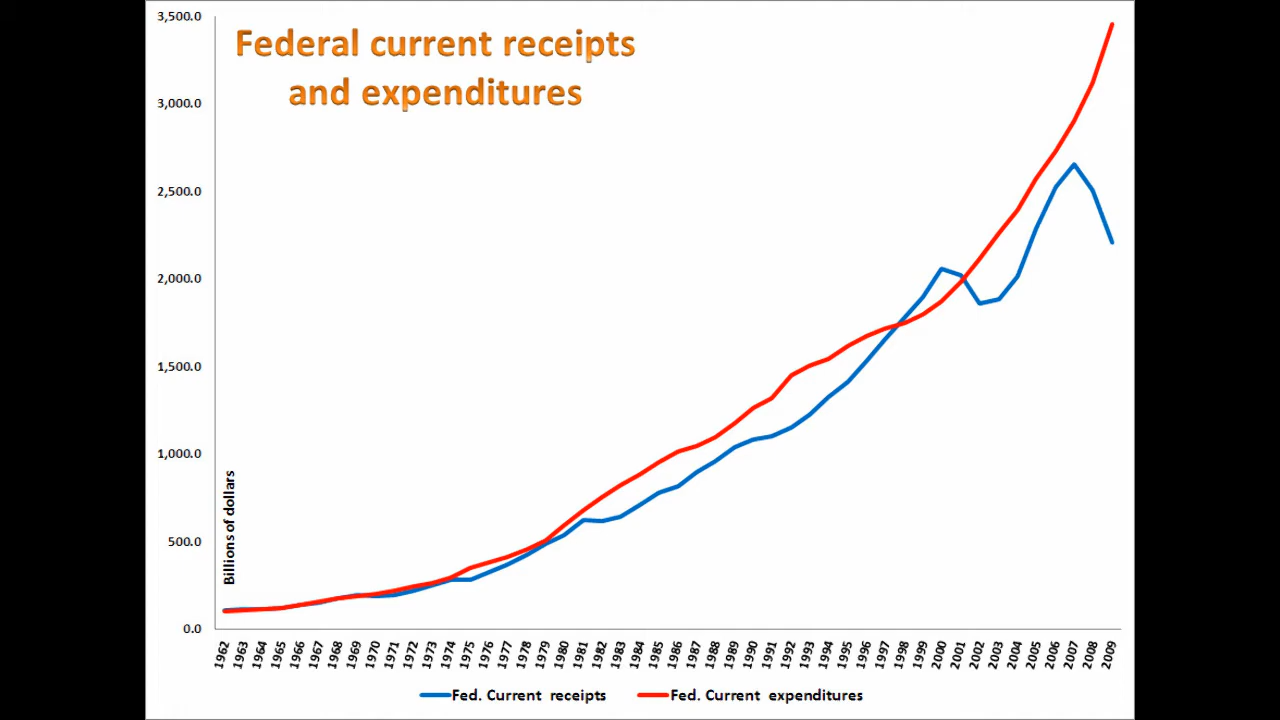 Federal current receipts
and expenditures
3,500.0
3,000.0
2,500.0
2,000.0
1,500.0
1,000.0
500.0
0.0
Billions of dollars
1962 1963 1964 1965 1966 1967 1968 1969 1970 1971 1972 1973 1974 1975 1976 1977 1978 1979 1980 1981 1982 1983 1984 1985 1986 1987 1988 1989 1990 1991 1992 1993 1994 1995 1996 1997 1998 1999 2000 2001 2002 2003 2004 2005 2006 2007 2008 2009
Fed. Current receipts Fed. Current expenditures